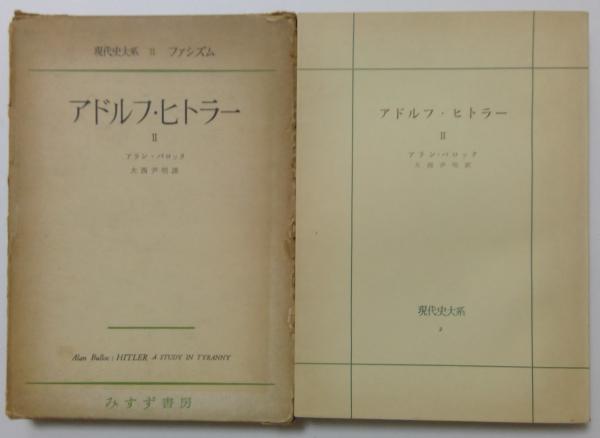 現代史大系 II ファシズム
アドルフ・ヒトラー
II
アラン・バロック
大西尹明譯
Alan Bulloc: HITLER A STUDY IN TYRANNY
みすず書房
アドルフ・ヒトラー
II
アラン・バロック
大西尹明訳
現代史大系
2